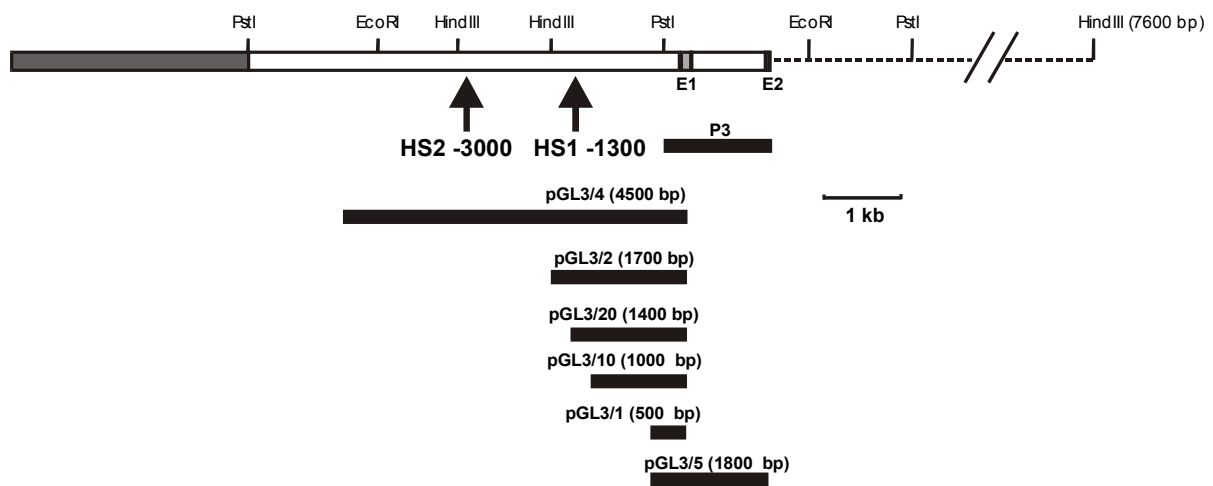 PstI EcoRI HindIII HindIII PstI EcoRI PstI HindIII (7600 bp)
E1 E2
P3
HS2 -3000 HS1 -1300
pGL3/4 (4500 bp)
1 kb
pGL3/2 (1700 bp)
pGL3/20 (1400 bp)
pGL3/10 (1000 bp)
pGL3/1 (500 bp)
pGL3/5 (1800 bp)